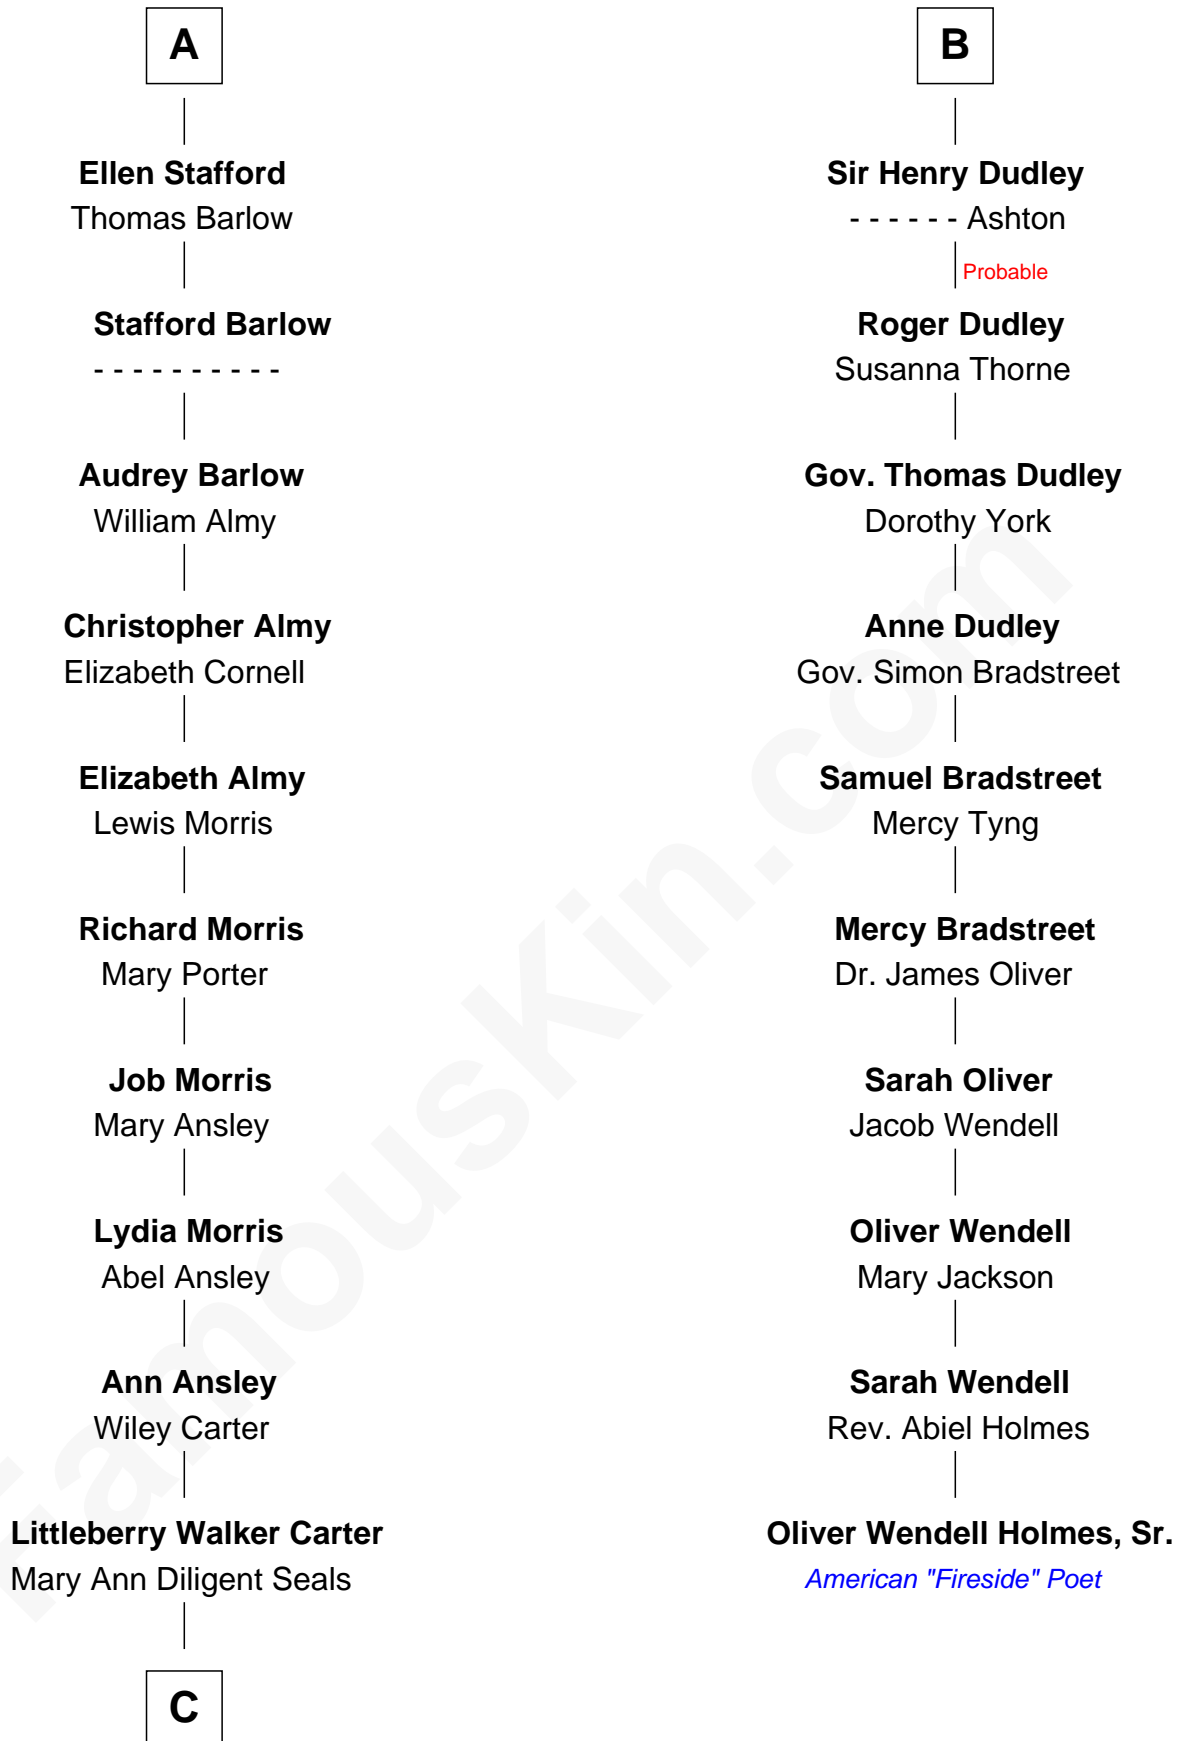 A
Ellen Stafford
Thomas Barlow
Stafford Barlow
- - - - - - - - - -
Audrey Barlow
William Almy
Christopher Almy
Elizabeth Cornell
Elizabeth Almy
Lewis Morris
Richard Morris
Mary Porter
Job Morris
Mary Ansley
Lydia Morris
Abel Ansley
Ann Ansley
Wiley Carter
Littleberry Walker Carter
Mary Ann Diligent Seals
C
B
Sir Henry Dudley
- - - - - - Ashton
Probable
Roger Dudley
Susanna Thorne
Gov. Thomas Dudley
Dorothy York
Anne Dudley
Gov. Simon Bradstreet
Samuel Bradstreet
Mercy Tyng
Mercy Bradstreet
Dr. James Oliver
Sarah Oliver
Jacob Wendell
Oliver Wendell
Mary Jackson
Sarah Wendell
Rev. Abiel Holmes
Oliver Wendell Holmes, Sr.
American "Fireside" Poet
FamousKin.com